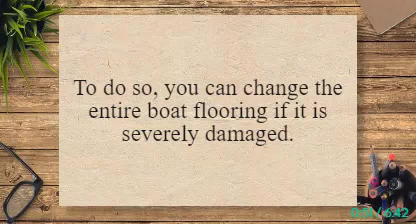 To do so, you can change the
entire boat flooring if it is
severely damaged.